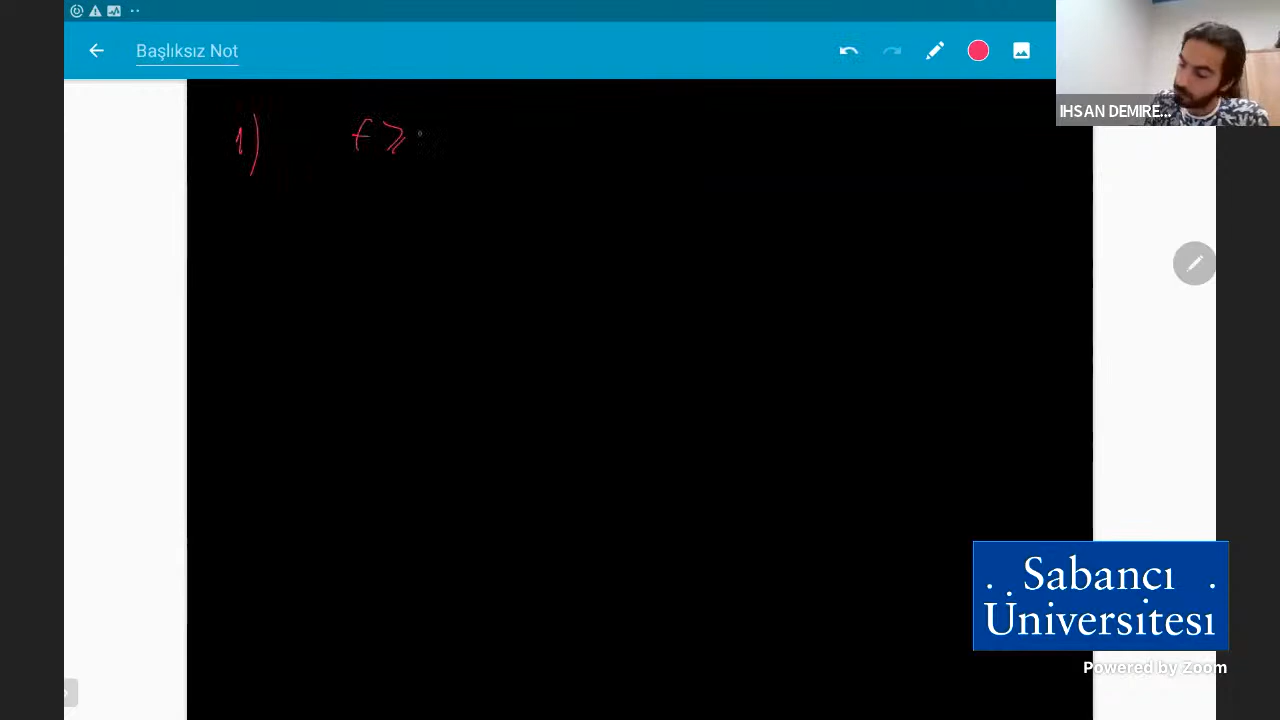 Başlıksız Not
IHSAN DEMIRE...
1) f ≥
Sabancı
Üniversitesi
Powered by Zoom